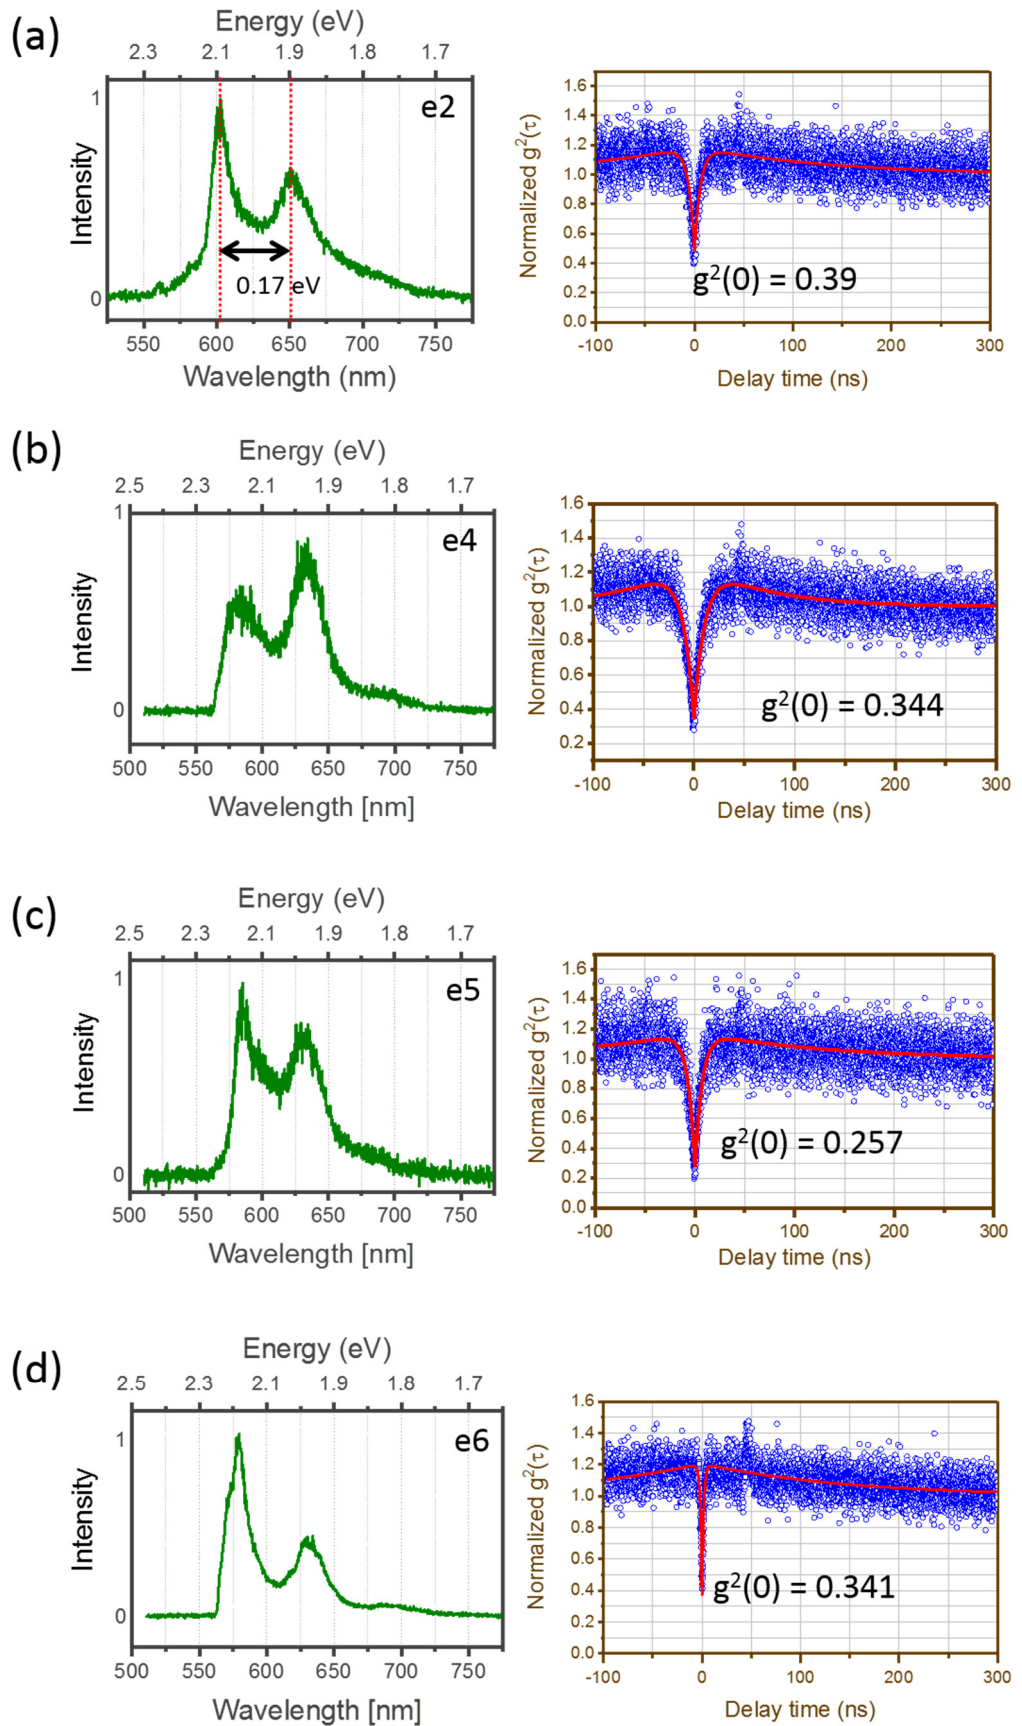 (a)
Energy (eV)
2.3 2.1 1.9 1.8 1.7
e2
1
Intensity
0
0.17 eV
550 600 650 700 750
Wavelength (nm)
1.6
1.4
1.2
1.0
0.8
0.6
0.4
0.2
0.0
Normalized g²(τ)
g²(0) = 0.39
-100 0 100 200 300
Delay time (ns)
(b)
Energy (eV)
2.5 2.3 2.1 1.9 1.8 1.7
e4
1
Intensity
0
500 550 600 650 700 750
Wavelength [nm]
1.6
1.4
1.2
1.0
0.8
0.6
0.4
0.2
Normalized g²(τ)
g²(0) = 0.344
-100 0 100 200 300
Delay time (ns)
(c)
Energy (eV)
2.5 2.3 2.1 1.9 1.8 1.7
e5
1
Intensity
0
500 550 600 650 700 750
Wavelength [nm]
1.6
1.4
1.2
1.0
0.8
0.6
0.4
0.2
0.0
Normalized g²(τ)
g²(0) = 0.257
-100 0 100 200 300
Delay time (ns)
(d)
Energy (eV)
2.5 2.3 2.1 1.9 1.8 1.7
e6
1
Intensity
0
500 550 600 650 700 750
Wavelength [nm]
1.6
1.4
1.2
1.0
0.8
0.6
0.4
0.2
0.0
Normalized g²(τ)
g²(0) = 0.341
-100 0 100 200 300
Delay time (ns)